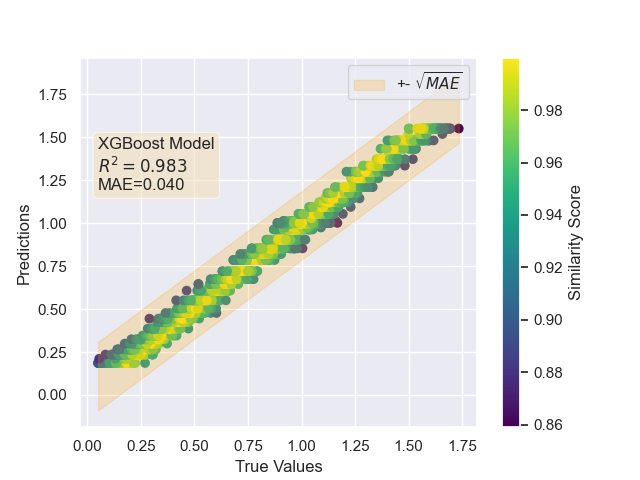 +- √MAE
XGBoost Model
R² = 0.983
MAE=0.040
Predictions
1.75
1.50
1.25
1.00
0.75
0.50
0.25
0.00
0.00 0.25 0.50 0.75 1.00 1.25 1.50 1.75
True Values
0.98
0.96
0.94
0.92
0.90
0.88
0.86
Similarity Score